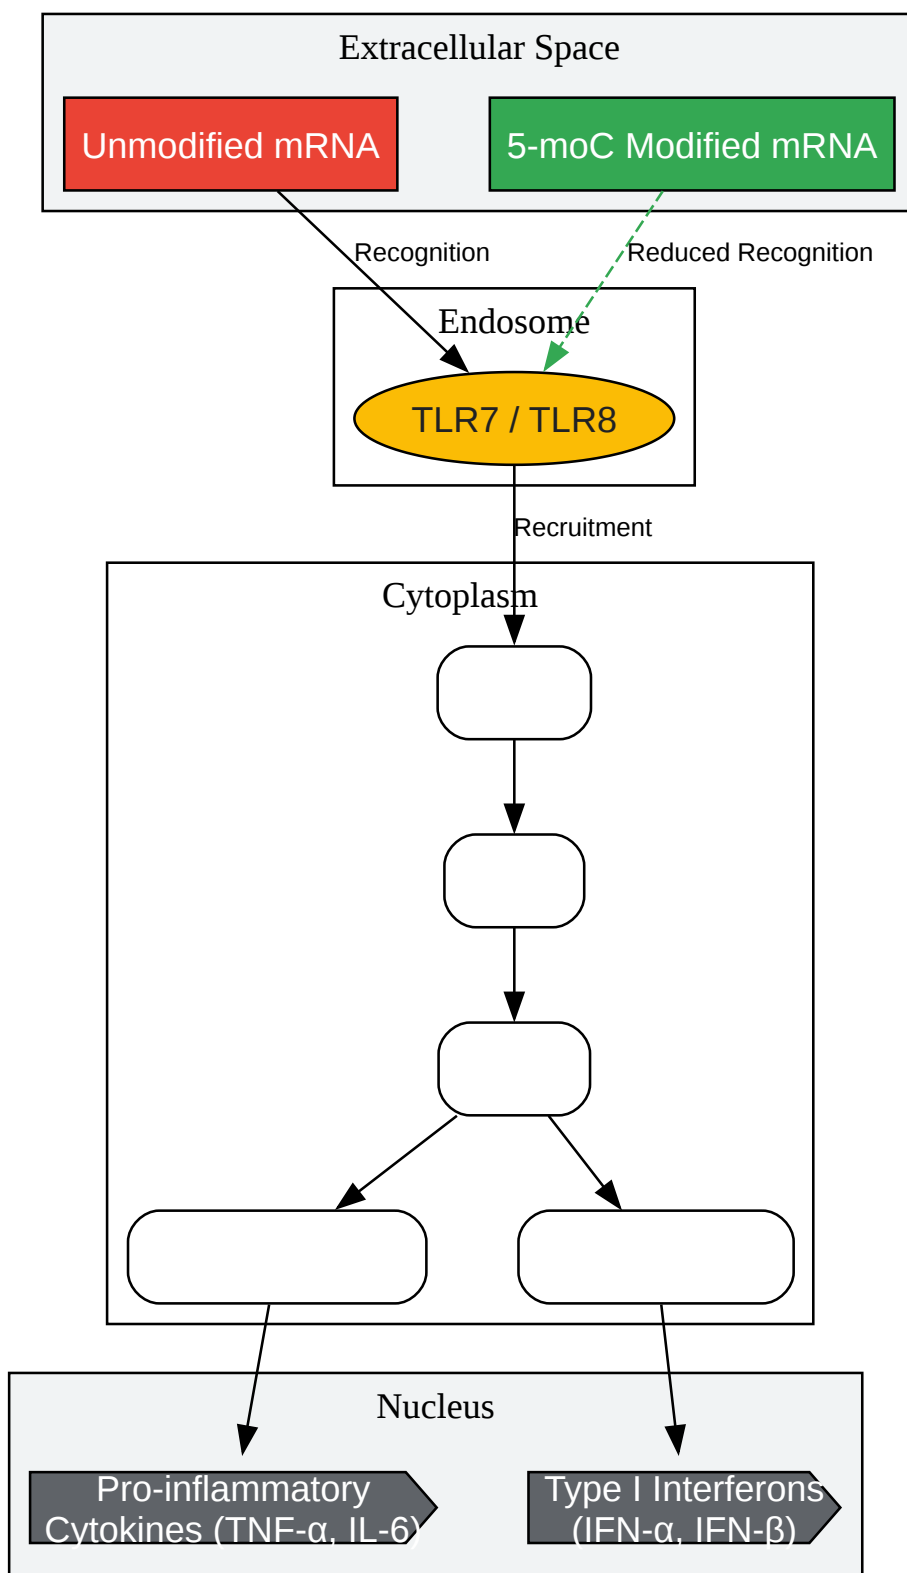 Extracellular Space
Unmodified mRNA
5-moC Modified mRNA
Recognition
Reduced Recognition
Endosome
TLR7 / TLR8
Recruitment
Cytoplasm
Nucleus
Pro-inflammatory
Cytokines (TNF-α, IL-6)
Type I Interferons
(IFN-α, IFN-β)